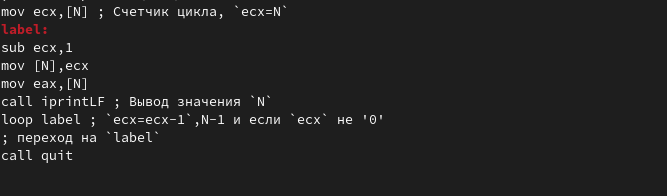 mov ecx,[N] ; Счетчик цикла, `ecx=N`
label:
sub ecx,1
mov [N],ecx
mov eax,[N]
call iprintLF ; Вывод значения `N`
loop label ; `ecx=ecx-1`,N-1 и если `ecx` не '0'
; переход на `label`
call quit